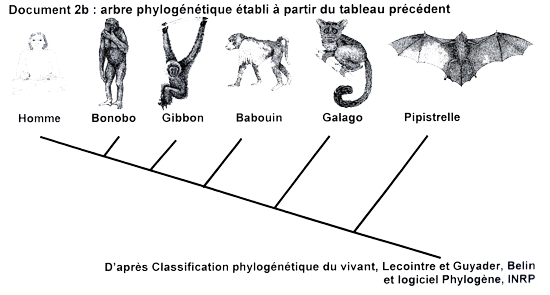 Document 2b : arbre phylogénétique établi à partir du tableau précédent
Homme Bonobo Gibbon Babouin Galago Pipistrelle
D'après Classification phylogénétique du vivant, Lecointre et Guyader, Belin
et logiciel Phylogène, INRP